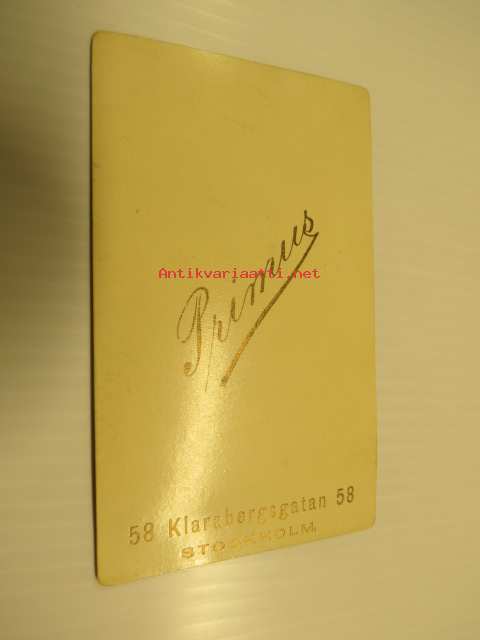 Primus
Antikvariaatti.net
58 Klarabergsgatan 58
STOCKHOLM.